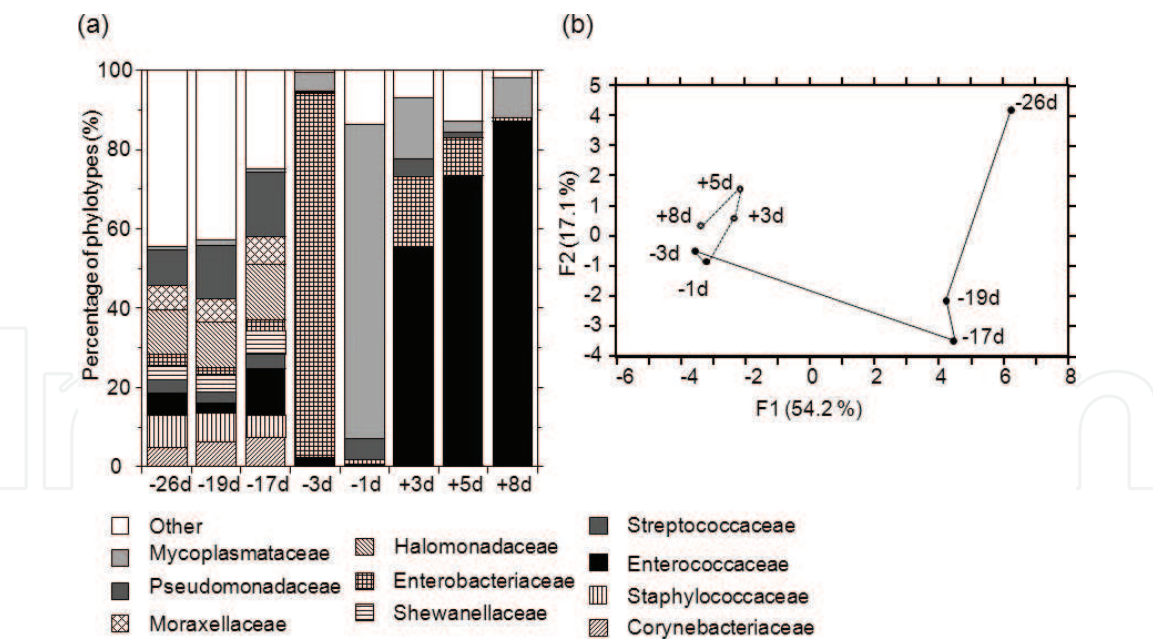 (a)
(b)
Percentage of phylotypes (%)
100
80
60
40
20
0
-26d -19d -17d -3d -1d +3d +5d +8d
F2 (17.1 %)
5
4
3
2
1
0
-1
-2
-3
-4
-26d
+5d
+8d
+3d
-3d
-1d
-19d
-17d
-6 -4 -2 0 2 4 6 8
F1 (54.2 %)
Other
Mycoplasmataceae
Pseudomonadaceae
Moraxellaceae
Halomonadaceae
Enterobacteriaceae
Shewanellaceae
Streptococcaceae
Enterococcaceae
Staphylococcaceae
Corynebacteriaceae